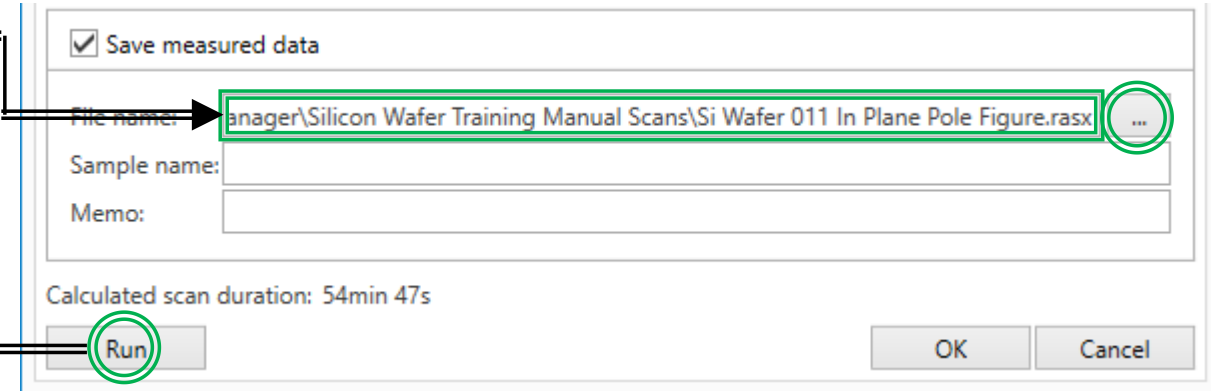 Save measured data
File name: anager\Silicon Wafer Training Manual Scans\Si Wafer 011 In Plane Pole Figure.rasx ...
Sample name:
Memo:
Calculated scan duration: 54min 47s
Run OK Cancel